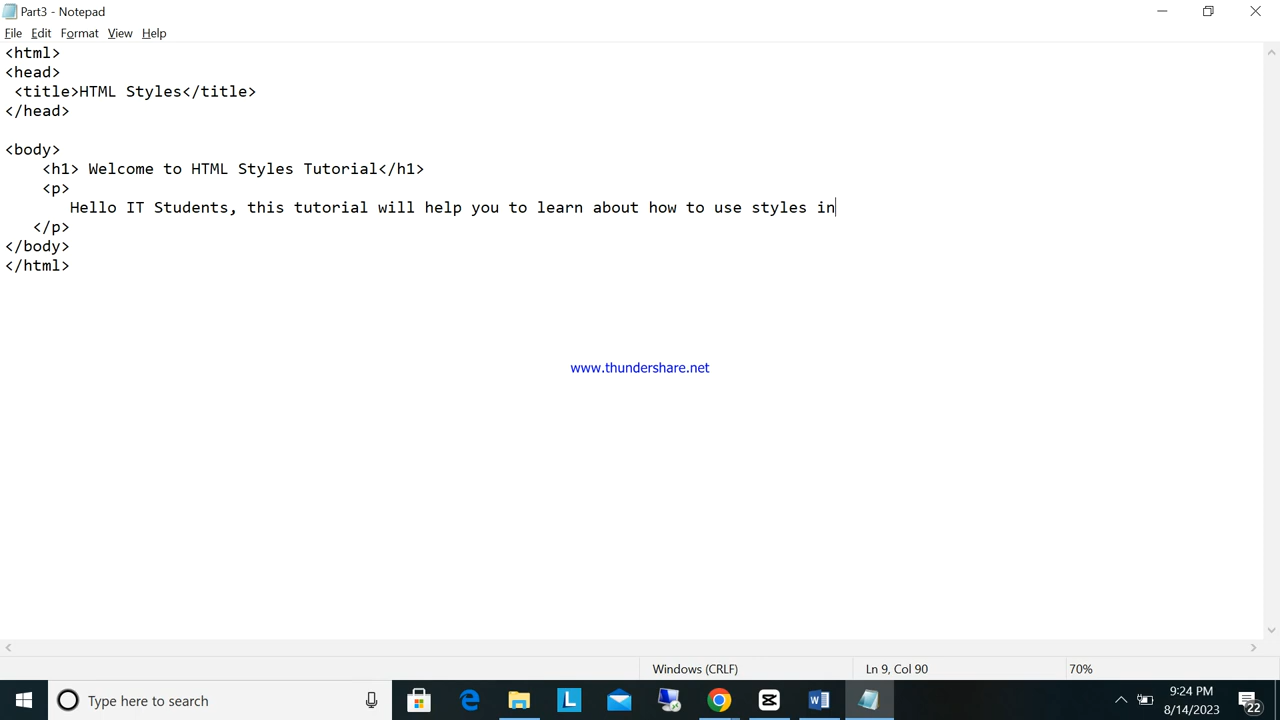 Part3 - Notepad
File Edit Format View Help
<html>
<head>
<title>HTML Styles</title>
</head>
<body>
<h1> Welcome to HTML Styles Tutorial</h1>
<p>
Hello IT Students, this tutorial will help you to learn about how to use styles in
</p>
</body>
</html>
www.thundershare.net
Windows (CRLF) Ln 9, Col 90 70%
Type here to search
L
W
9:24 PM
8/14/2023
22